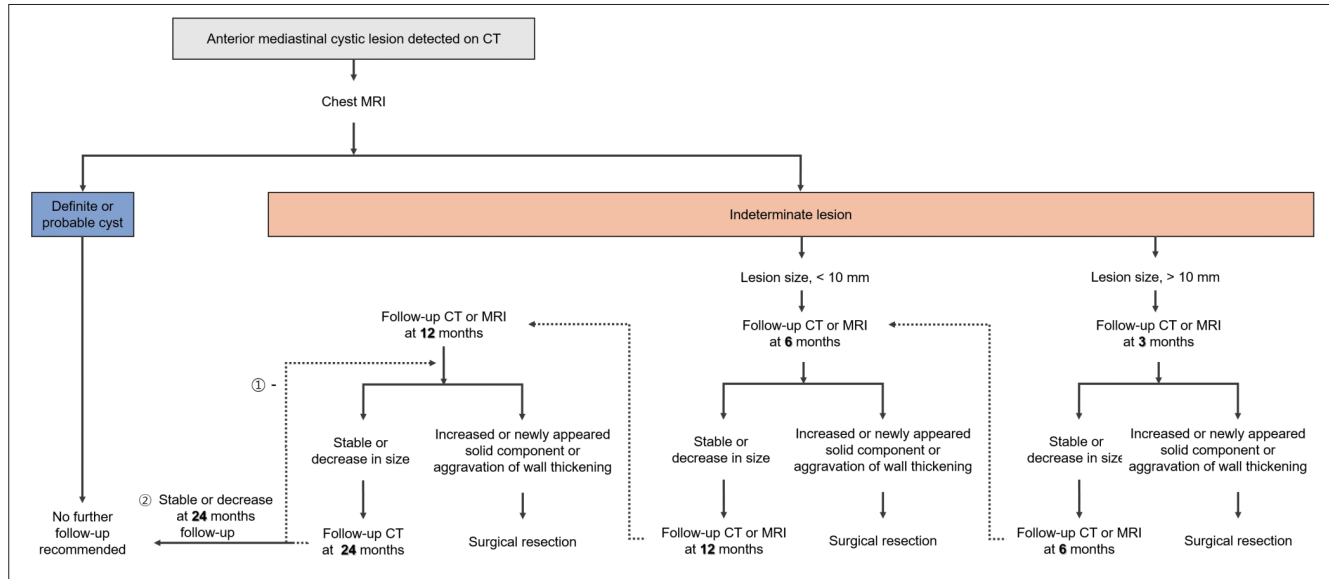 Anterior mediastinal cystic lesion detected on CT
Chest MRI
Definite or
probable cyst
Indeterminate lesion
Lesion size, < 10 mm
Lesion size, > 10 mm
Follow-up CT or MRI
at 12 months
Follow-up CT or MRI
at 6 months
Follow-up CT or MRI
at 3 months
① -
Stable or
decrease in size
Increased or newly appeared
solid component or
aggravation of wall thickening
Stable or
decrease in size
Increased or newly appeared
solid component or
aggravation of wall thickening
Stable or
decrease in size
Increased or newly appeared
solid component or
aggravation of wall thickening
② Stable or decrease
at 24 months
follow-up
No further
follow-up
recommended
Follow-up CT
at 24 months
Surgical resection
Follow-up CT or MRI
at 12 months
Surgical resection
Follow-up CT or MRI
at 6 months
Surgical resection